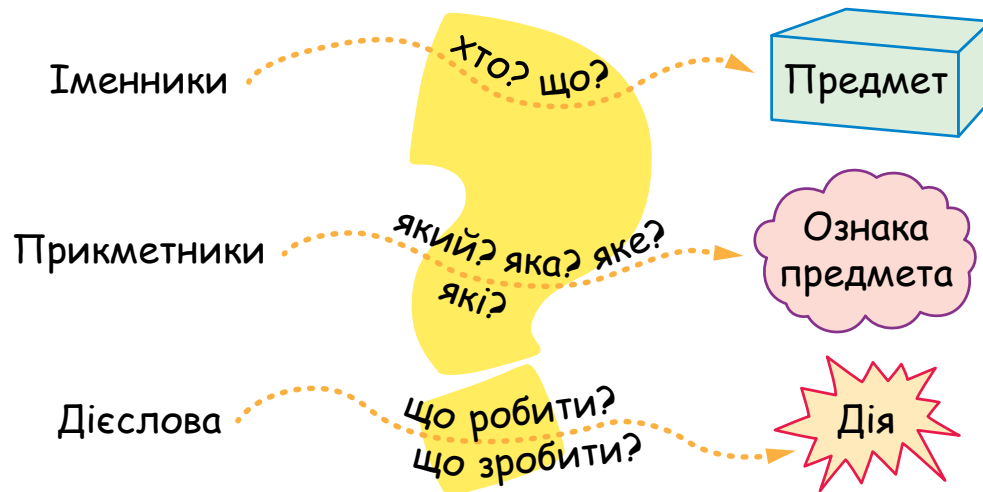 Іменники
хто? що?
Предмет
Прикметники
який? яка? яке?
які?
Ознака
предмета
Дієслова
що робити?
що зробити?
Дія